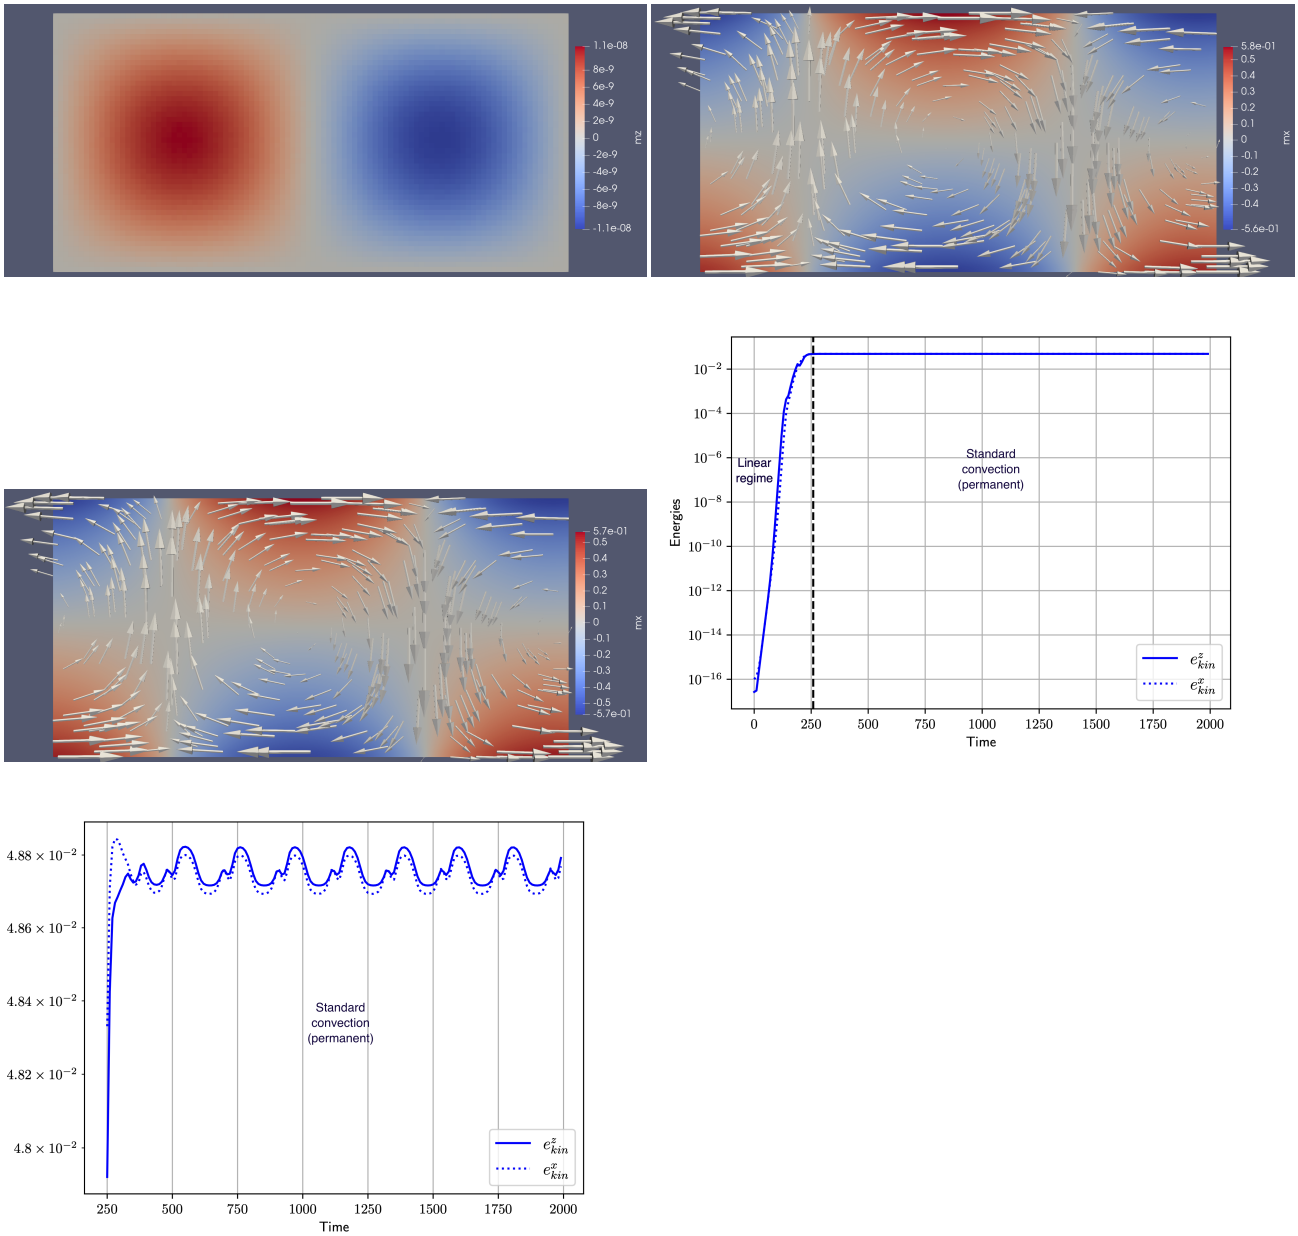 1.1e-08
8e-9
6e-9
4e-9
2e-9
0
-2e-9
-4e-9
-6e-9
-8e-9
-1.1e-08
mz
5.8e-01
0.5
0.4
0.3
0.2
0.1
0
-0.1
-0.2
-0.3
-0.4
-5.6e-01
mx
5.7e-01
0.5
0.4
0.3
0.2
0.1
0
-0.1
-0.2
-0.3
-0.4
-0.5
-5.7e-01
mx
10⁻²
10⁻⁴
10⁻⁶
10⁻⁸
10⁻¹⁰
10⁻¹²
10⁻¹⁴
10⁻¹⁶
Energies
Linear
regime
Standard
convection
(permanent)
e^z_kin
e^x_kin
0 250 500 750 1000 1250 1500 1750 2000
Time
4.88 × 10⁻²
4.86 × 10⁻²
4.84 × 10⁻²
4.82 × 10⁻²
4.8 × 10⁻²
Standard
convection
(permanent)
e^z_kin
e^x_kin
250 500 750 1000 1250 1500 1750 2000
Time